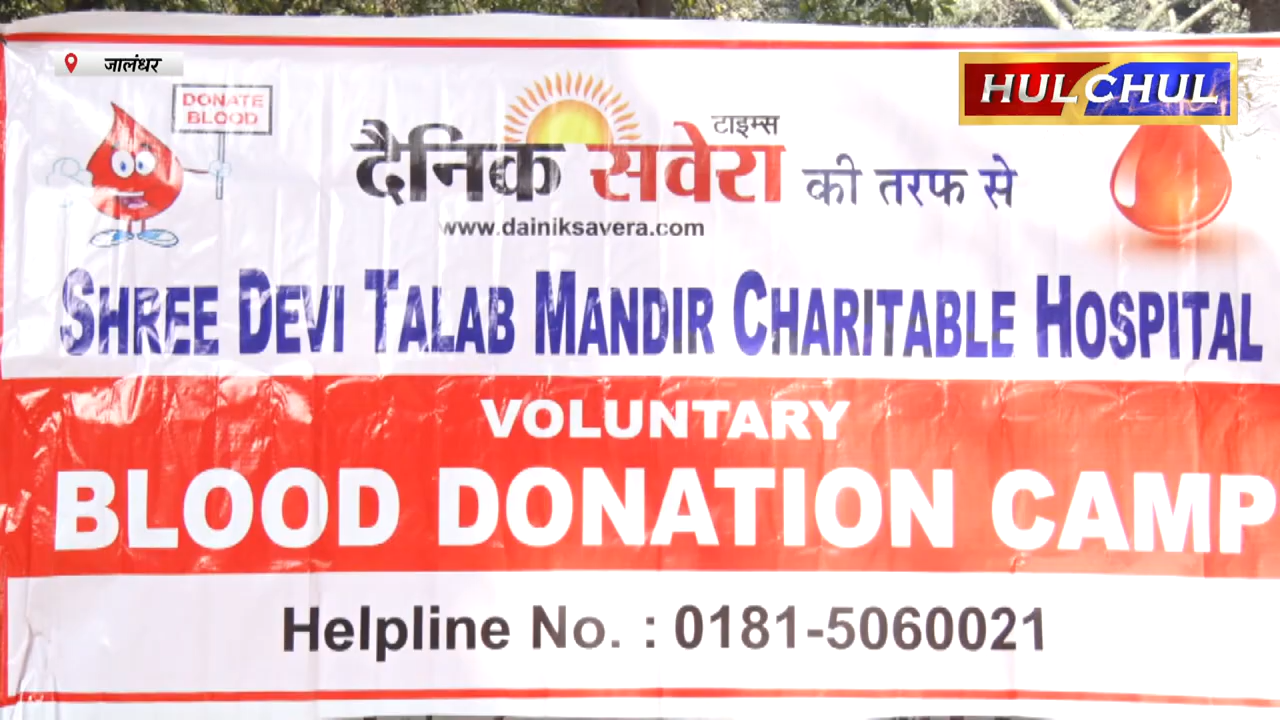 जालंधर
HULCHUL
DONATE
BLOOD
टाइम्स
दैनिक सवेरा की तरफ से
www.dainiksavera.com
SHREE DEVI TALAB MANDIR CHARITABLE HOSPITAL
VOLUNTARY
BLOOD DONATION CAMP
Helpline No. : 0181-5060021